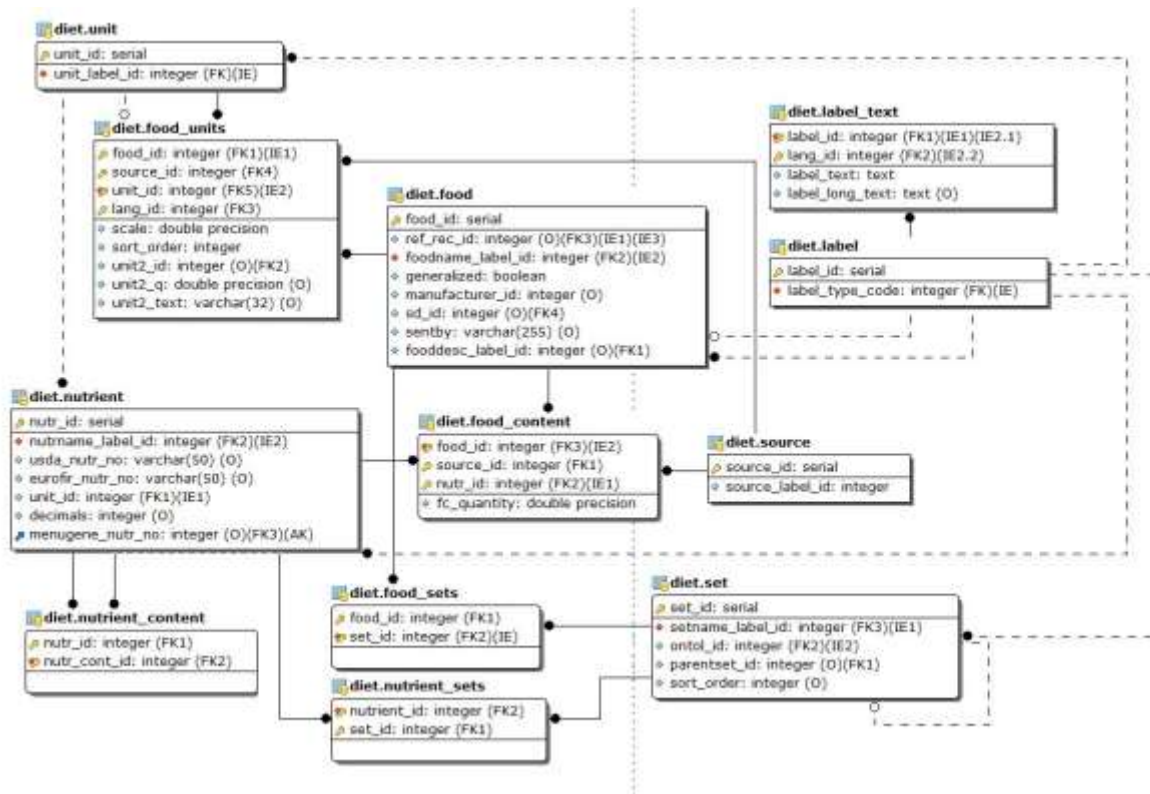 diet.unit
unit_id: serial
unit_label_id: integer (FK)(IE)
diet.food_units
food_id: integer (FK1)(IE1)
source_id: integer (FK4)
unit_id: integer (FK5)(IE2)
lang_id: integer (FK3)
scale: double precision
sort_order: integer
unit2_id: integer (O)(FK2)
unit2_q: double precision (O)
unit2_text: varchar(32) (O)
diet.food
food_id: serial
ref_rec_id: integer (O)(FK3)(IE1)(IE3)
foodname_label_id: integer (FK2)(IE2)
generalized: boolean
manufacturer_id: integer (O)
sd_id: integer (O)(FK4)
sentby: varchar(255) (O)
fooddesc_label_id: integer (O)(FK1)
diet.label_text
label_id: integer (FK1)(IE1)(IE2.1)
lang_id: integer (FK2)(IE2.2)
label_text: text
label_long_text: text (O)
diet.label
label_id: serial
label_type_code: integer (FK)(IE)
diet.nutrient
nutr_id: serial
nutrname_label_id: integer (FK2)(IE2)
usda_nutr_no: varchar(50) (O)
eurofir_nutr_no: varchar(50) (O)
unit_id: integer (FK1)(IE1)
decimals: integer (O)
menugene_nutr_no: integer (O)(FK3)(AK)
diet.food_content
food_id: integer (FK3)(IE2)
source_id: integer (FK1)
nutr_id: integer (FK2)(IE1)
fc_quantity: double precision
diet.source
source_id: serial
source_label_id: integer
diet.nutrient_content
nutr_id: integer (FK1)
nutr_cont_id: integer (FK2)
diet.food_sets
food_id: integer (FK1)
set_id: integer (FK2)(IE)
diet.nutrient_sets
nutrient_id: integer (FK2)
set_id: integer (FK1)
diet.set
set_id: serial
setname_label_id: integer (FK3)(IE1)
ontol_id: integer (FK2)(IE2)
parentset_id: integer (O)(FK1)
sort_order: integer (O)